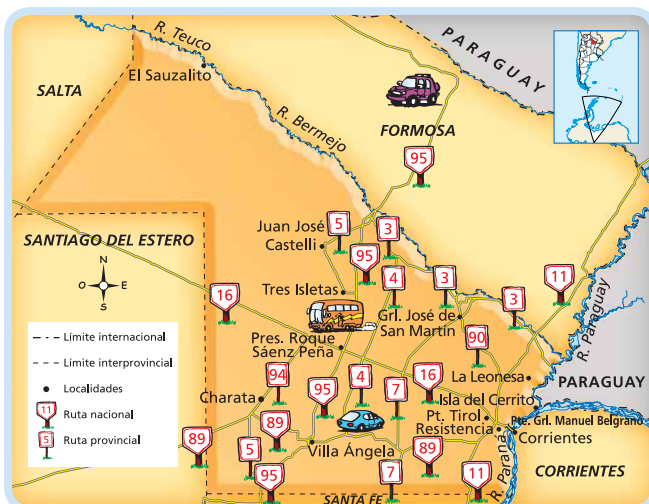 R. Teuco
PARAGUAY
El Sauzalito
SALTA
R. Bermejo
FORMOSA
95
Juan José
Castelli
5
3
SANTIAGO DEL ESTERO
N
O E
S
95
4
3
3
11
R. Paraguay
16
Tres Isletas
Grl. José de
San Martín
90
Límite internacional
Límite interprovincial
Localidades
11 Ruta nacional
5 Ruta provincial
Pres. Roque
Sáenz Peña
94
95
4
7
16
La Leonesa
PARAGUAY
Charata
Isla del Cerrito
Pt. Tirol
Resistencia
Pte. Grl. Manuel Belgrano
Corrientes
89
89
5
Villa Ángela
89
95
7
11
R. Paraná
CORRIENTES
SANTA FE